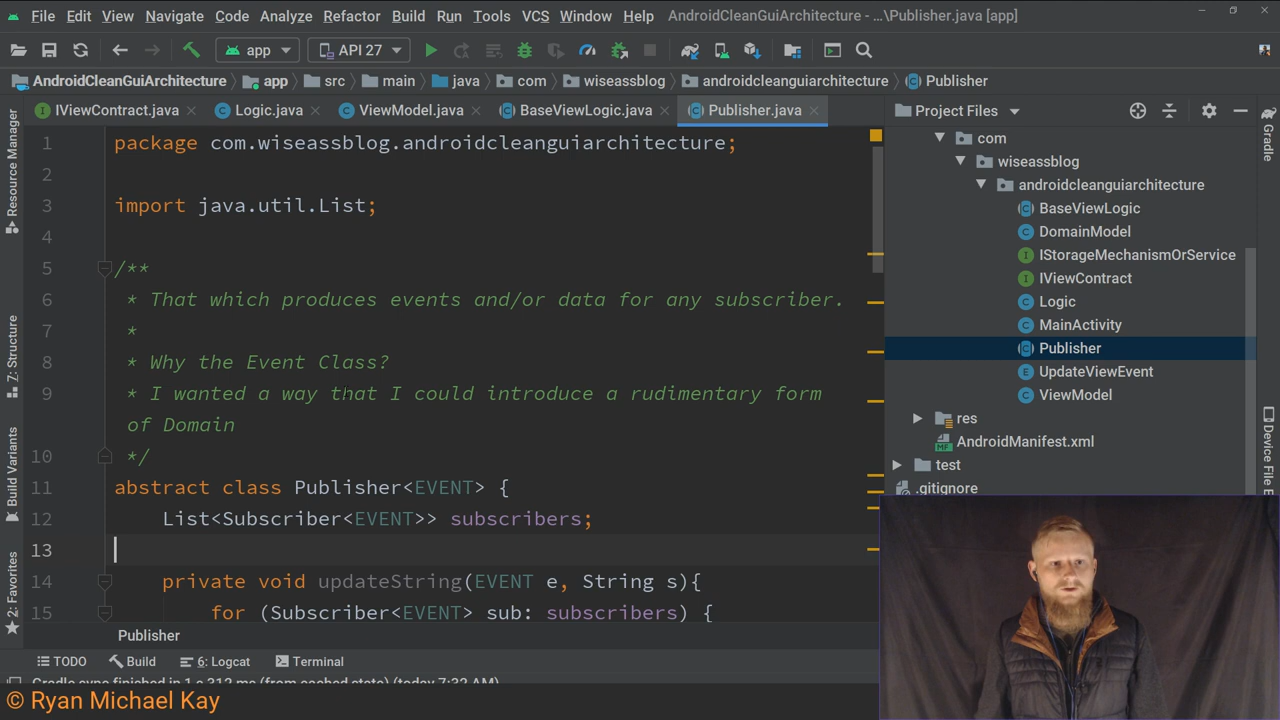 File Edit View Navigate Code Analyze Refactor Build Run Tools VCS Window Help AndroidCleanGuiArchitecture - ...\Publisher.java [app]
app API 27
AndroidCleanGuiArchitecture app src main java com wiseassblog androidcleanguiarchitecture Publisher
IViewContract.java Logic.java ViewModel.java BaseViewLogic.java Publisher.java
Project Files
Resource Manager
7: Structure
Build Variants
2: Favorites
1 package com.wiseassblog.androidcleanguiarchitecture;
2
3 import java.util.List;
4
5 /**
6 * That which produces events and/or data for any subscriber.
7 *
8 * Why the Event Class?
9 * I wanted a way that I could introduce a rudimentary form
of Domain
10 */
11 abstract class Publisher<EVENT> {
12 List<Subscriber<EVENT>> subscribers;
13
14 private void updateString(EVENT e, String s){
15 for (Subscriber<EVENT> sub: subscribers) {
Publisher
com
wiseassblog
androidcleanguiarchitecture
BaseViewLogic
DomainModel
IStorageMechanismOrService
IViewContract
Logic
MainActivity
Publisher
UpdateViewEvent
ViewModel
res
AndroidManifest.xml
test
.gitignore
Gradle
Device File E
TODO Build 6: Logcat Terminal
Gradle sync finished in 1 s 312 ms (from cached state) (today 7:32 AM)
© Ryan Michael Kay